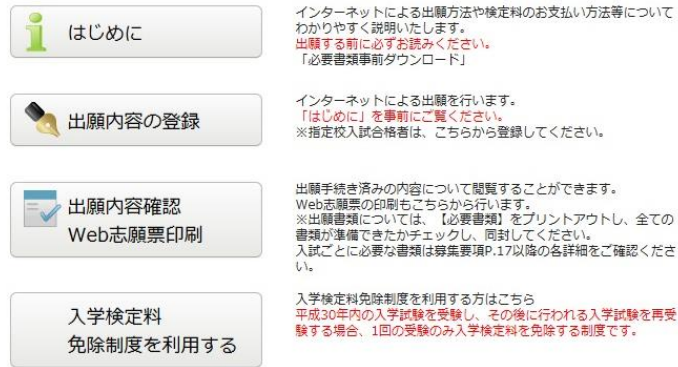 はじめに
インターネットによる出願方法や検定料のお支払い方法等について
わかりやすく説明いたします。
出願する前に必ずお読みください。
「必要書類事前ダウンロード」
出願内容の登録
インターネットによる出願を行います。
「はじめに」を事前にご覧ください。
※指定校入試合格者は、こちらから登録してください。
出願内容確認
Web志願票印刷
出願手続き済みの内容について閲覧することができます。
Web志願票の印刷もこちらから行います。
※出願書類については、【必要書類】をプリントアウトし、全ての
書類が準備できたかチェックし、同封してください。
入試ごとに必要な書類は募集要項P.17以降の各詳細をご確認くださ
い。
入学検定料
免除制度を利用する
入学検定料免除制度を利用する方はこちら
平成30年内の入学試験を受験し、その後に行われる入学試験を再受
験する場合、1回の受験のみ入学検定料を免除する制度です。